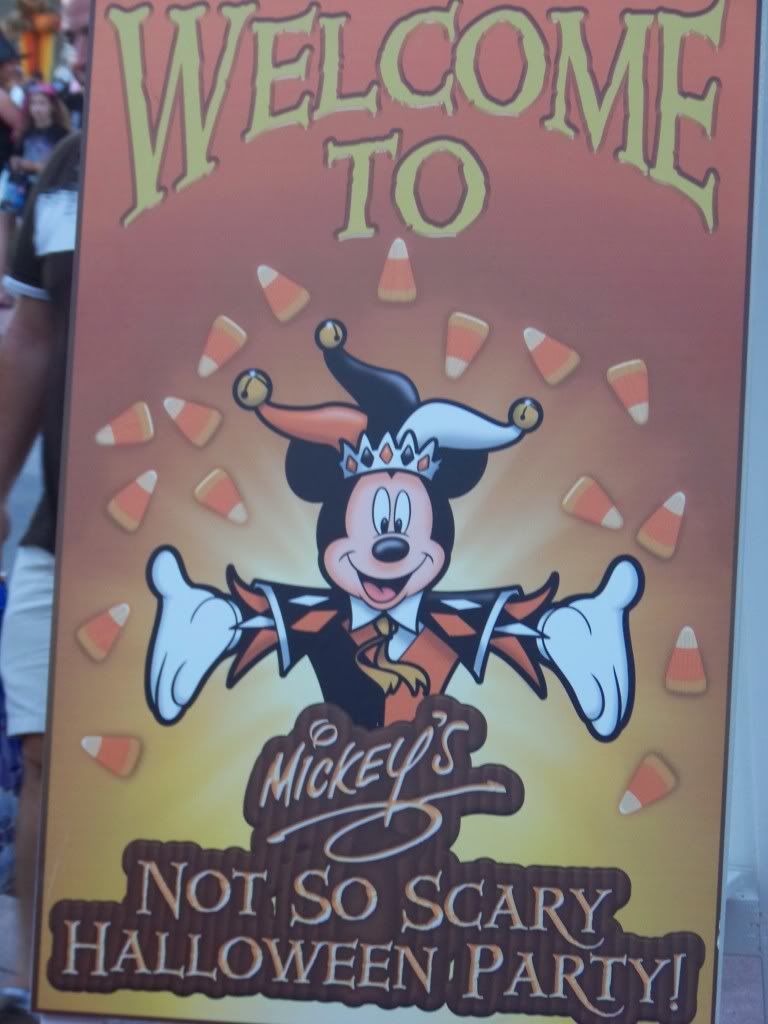 WELCOME
TO
MICKEY'S
NOT SO SCARY
HALLOWEEN PARTY!